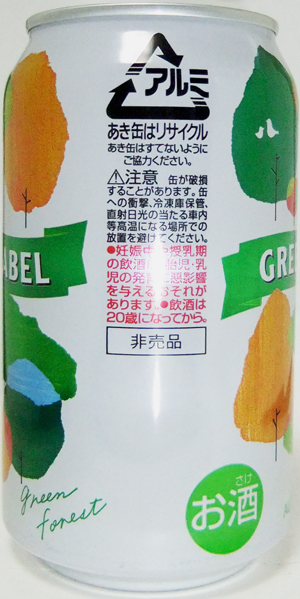 アルミ
あき缶はリサイクル
あき缶はすてないように
ご協力ください。
⚠注意 缶が破損
することがあります。缶
への衝撃、冷凍庫保管、
直射日光の当たる車内
等高温になる場所での
放置を避けてください。
●妊娠中や授乳期
の飲酒は、胎児・乳
児の発育に悪影響
を与えるおそれが
あります。●飲酒は
20歳になってから。
非売品
ABEL
GRE
green
forest
さけ
お酒